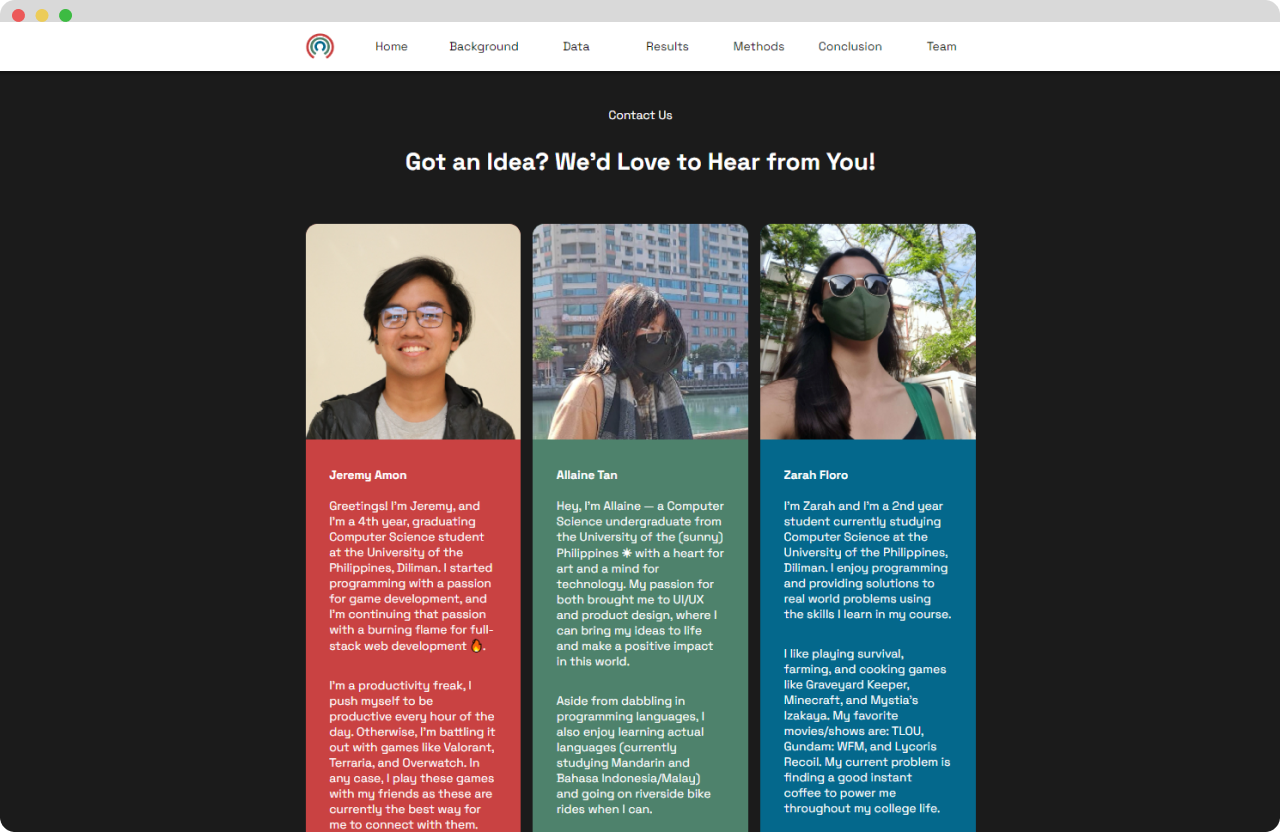 Home Background Data Results Methods Conclusion Team
Contact Us
Got an Idea? We’d Love to Hear from You!
Jeremy Amon
Greetings! I’m Jeremy, and
I’m a 4th year, graduating
Computer Science student
at the University of the
Philippines, Diliman. I started
programming with a passion
for game development, and
I’m continuing that passion
with a burning flame for full-
stack web development 🔥.
I’m a productivity freak, I
push myself to be
productive every hour of the
day. Otherwise, I’m battling it
out with games like Valorant,
Terraria, and Overwatch. In
any case, I play these games
with my friends as these are
currently the best way for
me to connect with them.
Allaine Tan
Hey, I’m Allaine — a Computer
Science undergraduate from
the University of the (sunny)
Philippines ☀ with a heart for
art and a mind for
technology. My passion for
both brought me to UI/UX
and product design, where I
can bring my ideas to life
and make a positive impact
in this world.
Aside from dabbling in
programming languages, I
also enjoy learning actual
languages (currently
studying Mandarin and
Bahasa Indonesia/Malay)
and going on riverside bike
rides when I can.
Zarah Floro
I’m Zarah and I’m a 2nd year
student currently studying
Computer Science at the
University of the Philippines,
Diliman. I enjoy programming
and providing solutions to
real world problems using
the skills I learn in my course.
I like playing survival,
farming, and cooking games
like Graveyard Keeper,
Minecraft, and Mystia’s
Izakaya. My favorite
movies/shows are: TLOU,
Gundam: WFM, and Lycoris
Recoil. My current problem is
finding a good instant
coffee to power me
throughout my college life.